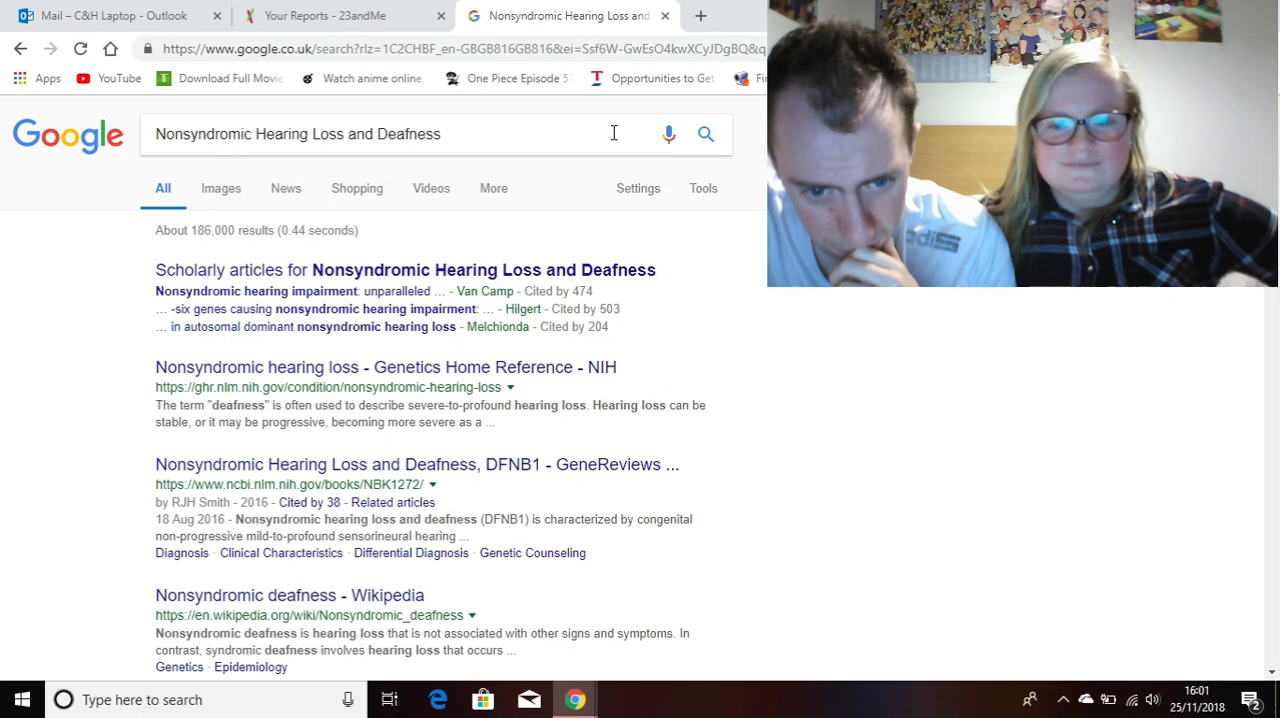 Mail – C&H Laptop - Outlook
Your Reports - 23andMe
Nonsyndromic Hearing Loss and
https://www.google.co.uk/search?rlz=1C2CHBF_en-GBGB816GB816&ei=Ssf6W-GwEsO4kwXCyJDgBQ&q
Apps
YouTube
Download Full Movie
Watch anime online,
One Piece Episode 57
Opportunities to Get
Fir
Google
Nonsyndromic Hearing Loss and Deafness
All
Images
News
Shopping
Videos
More
Settings
Tools
About 186,000 results (0.44 seconds)
Scholarly articles for Nonsyndromic Hearing Loss and Deafness
Nonsyndromic hearing impairment: unparalleled ... - Van Camp - Cited by 474
... -six genes causing nonsyndromic hearing impairment: ... - Hilgert - Cited by 503
... in autosomal dominant nonsyndromic hearing loss - Melchionda - Cited by 204
Nonsyndromic hearing loss - Genetics Home Reference - NIH
https://ghr.nlm.nih.gov/condition/nonsyndromic-hearing-loss
The term "deafness" is often used to describe severe-to-profound hearing loss. Hearing loss can be
stable, or it may be progressive, becoming more severe as a ...
Nonsyndromic Hearing Loss and Deafness, DFNB1 - GeneReviews ...
https://www.ncbi.nlm.nih.gov/books/NBK1272/
by RJH Smith - 2016 - Cited by 38 - Related articles
18 Aug 2016 - Nonsyndromic hearing loss and deafness (DFNB1) is characterized by congenital
non-progressive mild-to-profound sensorineural hearing ...
Diagnosis · Clinical Characteristics · Differential Diagnosis · Genetic Counseling
Nonsyndromic deafness - Wikipedia
https://en.wikipedia.org/wiki/Nonsyndromic_deafness
Nonsyndromic deafness is hearing loss that is not associated with other signs and symptoms. In
contrast, syndromic deafness involves hearing loss that occurs ...
Genetics · Epidemiology
Type here to search
16:01
25/11/2018
2